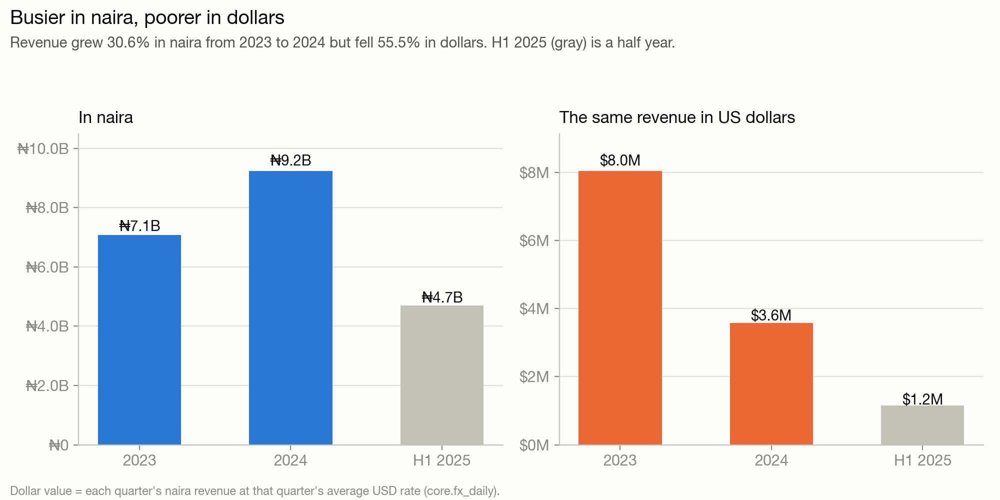 Busier in naira, poorer in dollars
Revenue grew 30.6% in naira from 2023 to 2024 but fell 55.5% in dollars. H1 2025 (gray) is a half year.
In naira
₦10.0B
₦8.0B
₦6.0B
₦4.0B
₦2.0B
₦0
₦7.1B
₦9.2B
₦4.7B
2023
2024
H1 2025
The same revenue in US dollars
$8M
$6M
$4M
$2M
$0M
$8.0M
$3.6M
$1.2M
2023
2024
H1 2025
Dollar value = each quarter's naira revenue at that quarter's average USD rate (core.fx_daily).